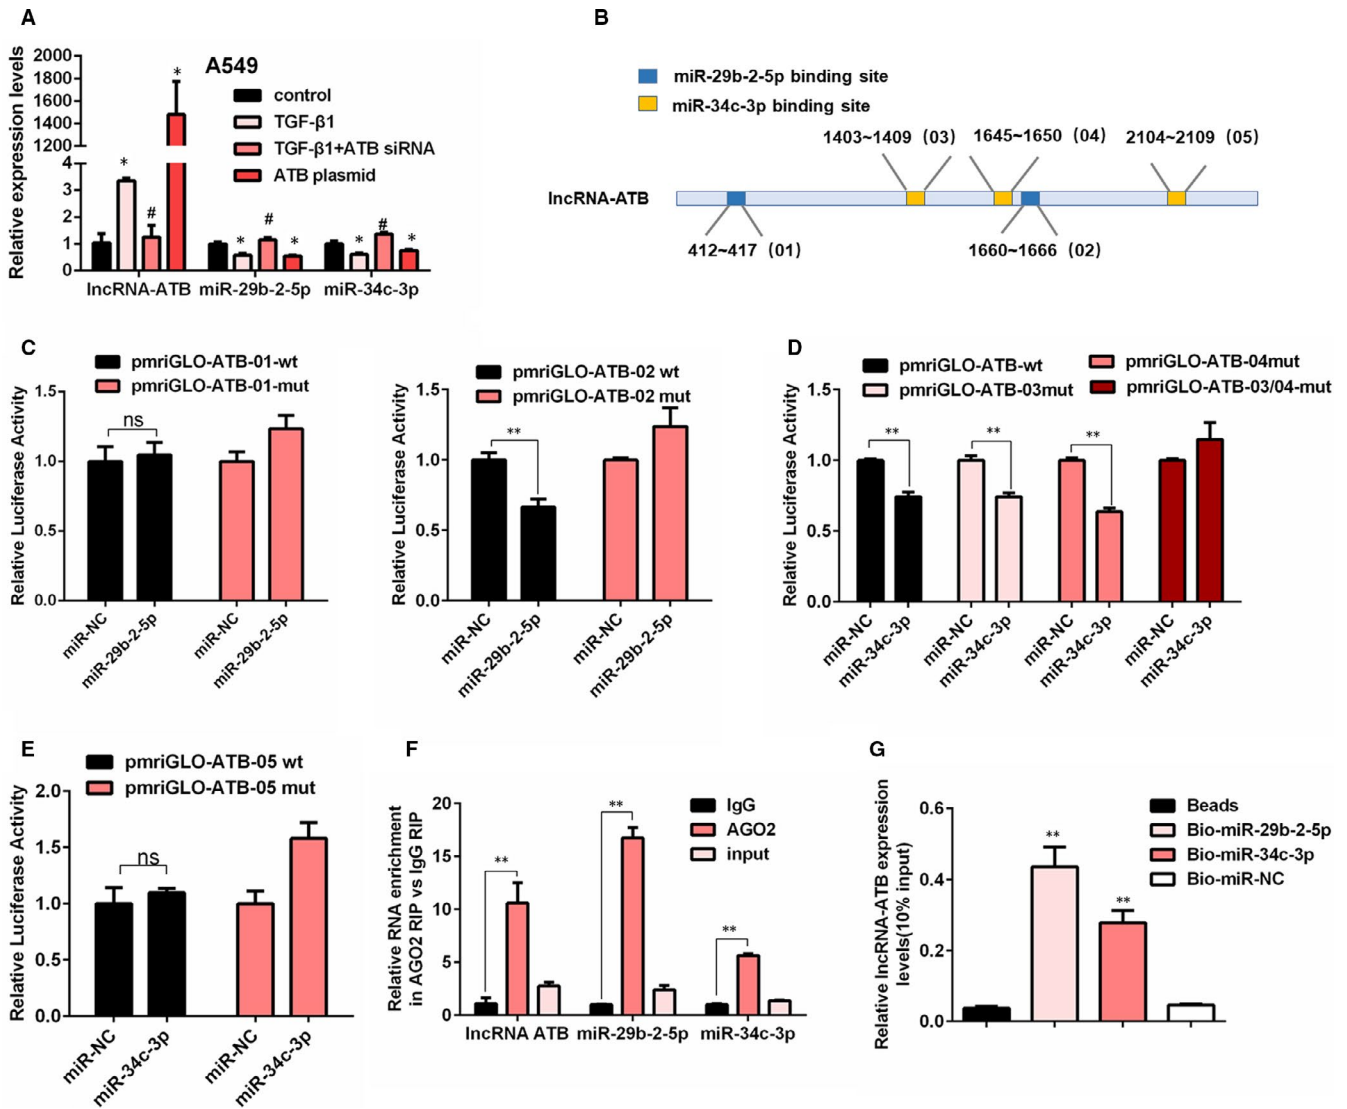 A
Relative expression levels
2000
1800
1600
1400
1200
4
3
2
1
0
A549
control
TGF-β1
TGF-β1+ATB siRNA
ATB plasmid
*
*
#
*
#
*
*
#
*
lncRNA-ATB miR-29b-2-5p miR-34c-3p
B
miR-29b-2-5p binding site
miR-34c-3p binding site
1403~1409 (03) 1645~1650 (04) 2104~2109 (05)
lncRNA-ATB
412~417 (01) 1660~1666 (02)
C
pmriGLO-ATB-01-wt
pmriGLO-ATB-01-mut
Relative Luciferase Activity
1.5
1.0
0.5
0.0
ns
miR-NC
miR-29b-2-5p
miR-NC
miR-29b-2-5p
pmriGLO-ATB-02 wt
pmriGLO-ATB-02 mut
Relative Luciferase Activity
1.5
1.0
0.5
0.0
**
miR-NC
miR-29b-2-5p
miR-NC
miR-29b-2-5p
D
pmriGLO-ATB-wt
pmriGLO-ATB-03mut
pmriGLO-ATB-04mut
pmriGLO-ATB-03/04-mut
Relative Luciferase Activity
1.5
1.0
0.5
0.0
**
**
**
miR-NC
miR-34c-3p
miR-NC
miR-34c-3p
miR-NC
miR-34c-3p
miR-NC
miR-34c-3p
E
pmriGLO-ATB-05 wt
pmriGLO-ATB-05 mut
Relative Luciferase Activity
2.0
1.5
1.0
0.5
0.0
ns
miR-NC
miR-34c-3p
miR-NC
miR-34c-3p
F
Relative RNA enrichment
in AGO2 RIP vs IgG RIP
20
15
10
5
0
IgG
AGO2
input
**
**
**
lncRNA ATB miR-29b-2-5p miR-34c-3p
G
Relative lncRNA-ATB expression
levels(10% input)
0.6
0.4
0.2
0.0
Beads
Bio-miR-29b-2-5p
Bio-miR-34c-3p
Bio-miR-NC
**
**